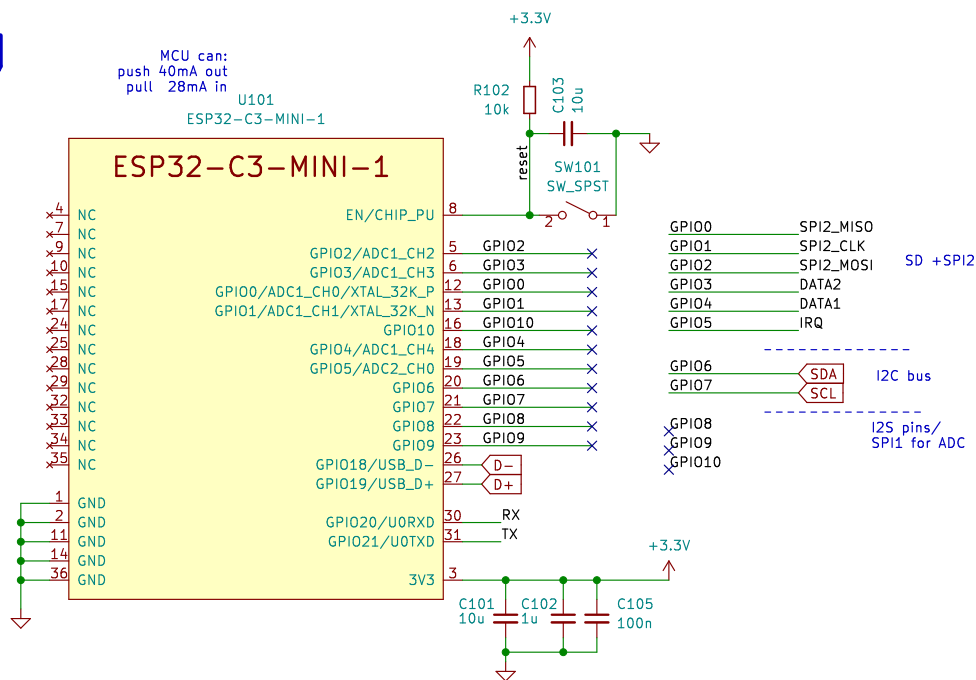 +3.3V
MCU can:
push 40mA out
pull 28mA in
R102
10k
C103
10u
U101
ESP32-C3-MINI-1
ESP32-C3-MINI-1
reset
SW101
SW_SPST
2
1
4 NC
7 NC
9 NC
10 NC
15 NC
17 NC
24 NC
25 NC
28 NC
29 NC
32 NC
33 NC
34 NC
35 NC
1 GND
2 GND
11 GND
14 GND
36 GND
EN/CHIP_PU 8
GPIO2/ADC1_CH2 5 GPIO2
GPIO3/ADC1_CH3 6 GPIO3
GPIO0/ADC1_CH0/XTAL_32K_P 12 GPIO0
GPIO1/ADC1_CH1/XTAL_32K_N 13 GPIO1
GPIO10 16 GPIO10
GPIO4/ADC1_CH4 18 GPIO4
GPIO5/ADC2_CH0 19 GPIO5
GPIO6 20 GPIO6
GPIO7 21 GPIO7
GPIO8 22 GPIO8
GPIO9 23 GPIO9
GPIO18/USB_D- 26 D-
GPIO19/USB_D+ 27 D+
GPIO20/U0RXD 30 RX
GPIO21/U0TXD 31 TX
3V3 3
+3.3V
C101
10u
C102
1u
C105
100n
GPIO0 SPI2_MISO
GPIO1 SPI2_CLK
GPIO2 SPI2_MOSI
GPIO3 DATA2
GPIO4 DATA1
GPIO5 IRQ
SD +SPI2
GPIO6 SDA
GPIO7 SCL
I2C bus
GPIO8
GPIO9
GPIO10
I2S pins/
SPI1 for ADC